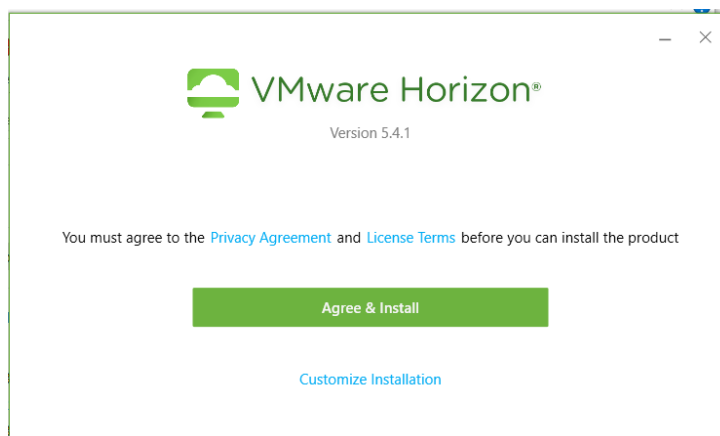 VMware Horizon®
Version 5.4.1
You must agree to the Privacy Agreement and License Terms before you can install the product
Agree & Install
Customize Installation